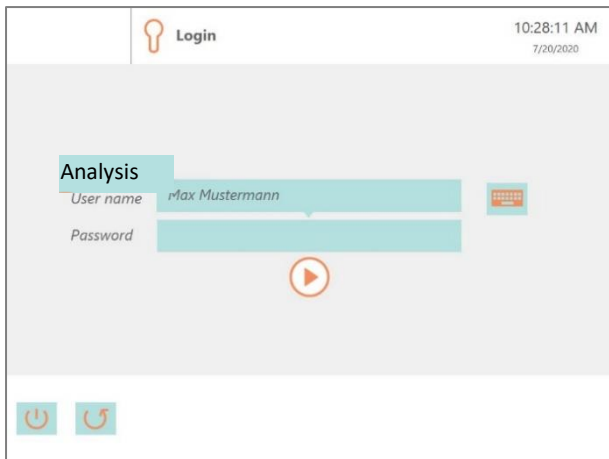 Login
10:28:11 AM
7/20/2020
Analysis
User name
Max Mustermann
Password